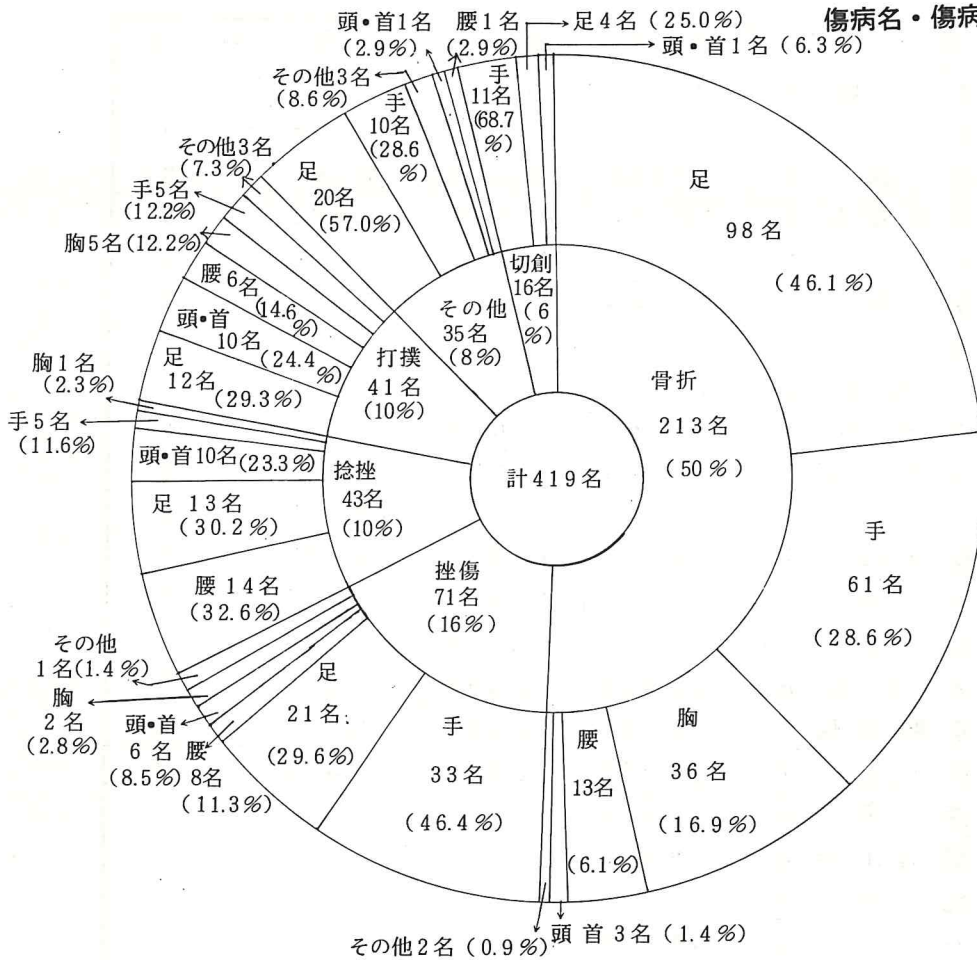 傷病名・傷病
計419名
骨折
213名
(50%)
足
98名
(46.1%)
手
61名
(28.6%)
胸
36名
(16.9%)
腰
13名
(6.1%)
頭首3名(1.4%)
その他2名(0.9%)
挫傷
71名
(16%)
手
33名
(46.4%)
足
21名
(29.6%)
腰
8名
(11.3%)
頭・首
6名
(8.5%)
胸
2名
(2.8%)
その他
1名(1.4%)
捻挫
43名
(10%)
腰14名
(32.6%)
足13名
(30.2%)
頭・首10名(23.3%)
手5名
(11.6%)
胸1名
(2.3%)
打撲
41名
(10%)
足
12名
(29.3%)
頭・首
10名
(24.4
%)
腰6名
(14.6
%)
胸5名(12.2%)
手5名
(12.2%)
その他3名
(7.3%)
その他
35名
(8%)
足
20名
(57.0%)
手
10名
(28.6
%)
その他3名
(8.6%)
頭・首1名
(2.9%)
腰1名
(2.9%)
切創
16名
(6
%)
手
11名
(68.7
%)
足4名(25.0%)
頭・首1名(6.3%)